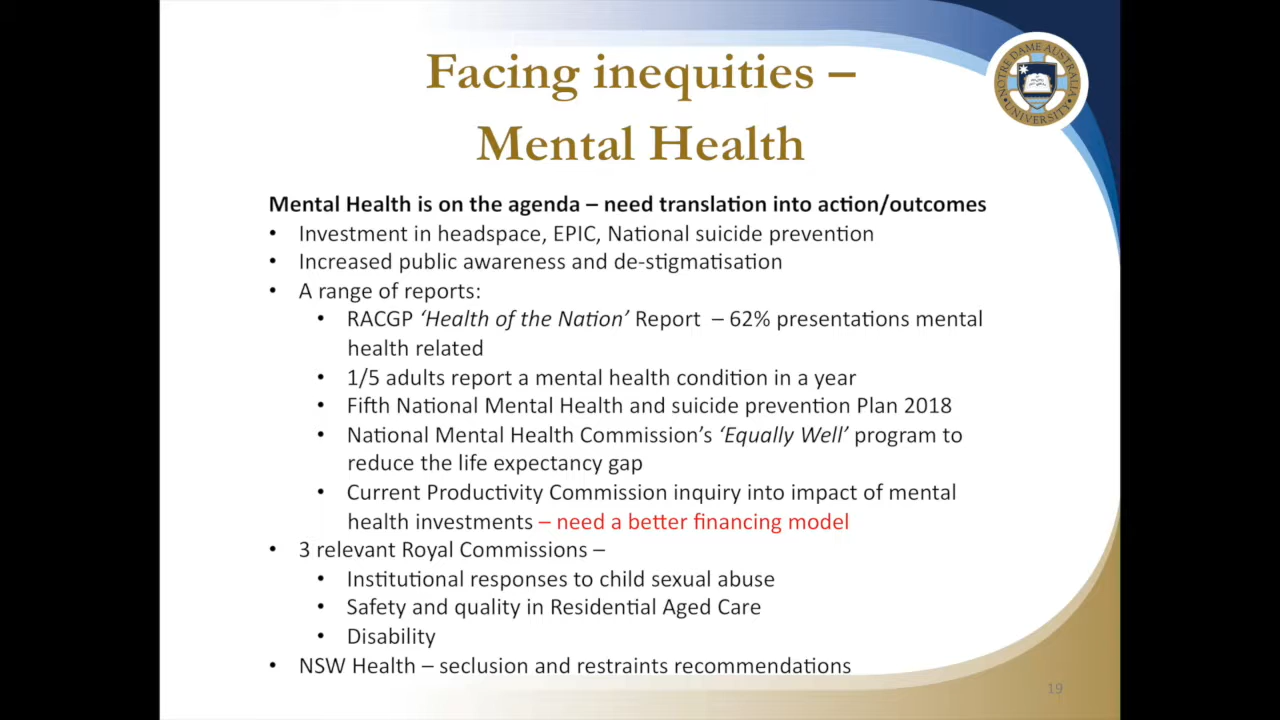 Facing inequities –
Mental Health
NOTRE DAME AUSTRALIA
• UNIVERSITY •
Mental Health is on the agenda – need translation into action/outcomes
• Investment in headspace, EPIC, National suicide prevention
• Increased public awareness and de-stigmatisation
• A range of reports:
• RACGP ‘Health of the Nation’ Report – 62% presentations mental
health related
• 1/5 adults report a mental health condition in a year
• Fifth National Mental Health and suicide prevention Plan 2018
• National Mental Health Commission’s ‘Equally Well’ program to
reduce the life expectancy gap
• Current Productivity Commission inquiry into impact of mental
health investments – need a better financing model
• 3 relevant Royal Commissions –
• Institutional responses to child sexual abuse
• Safety and quality in Residential Aged Care
• Disability
• NSW Health – seclusion and restraints recommendations
19